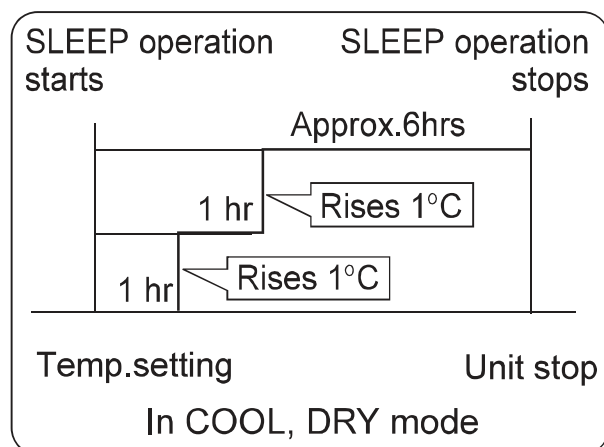 SLEEP operation starts
SLEEP operation stops
Approx.6hrs
1 hr
Rises 1°C
1 hr
Rises 1°C
Temp.setting
Unit stop
In COOL, DRY mode